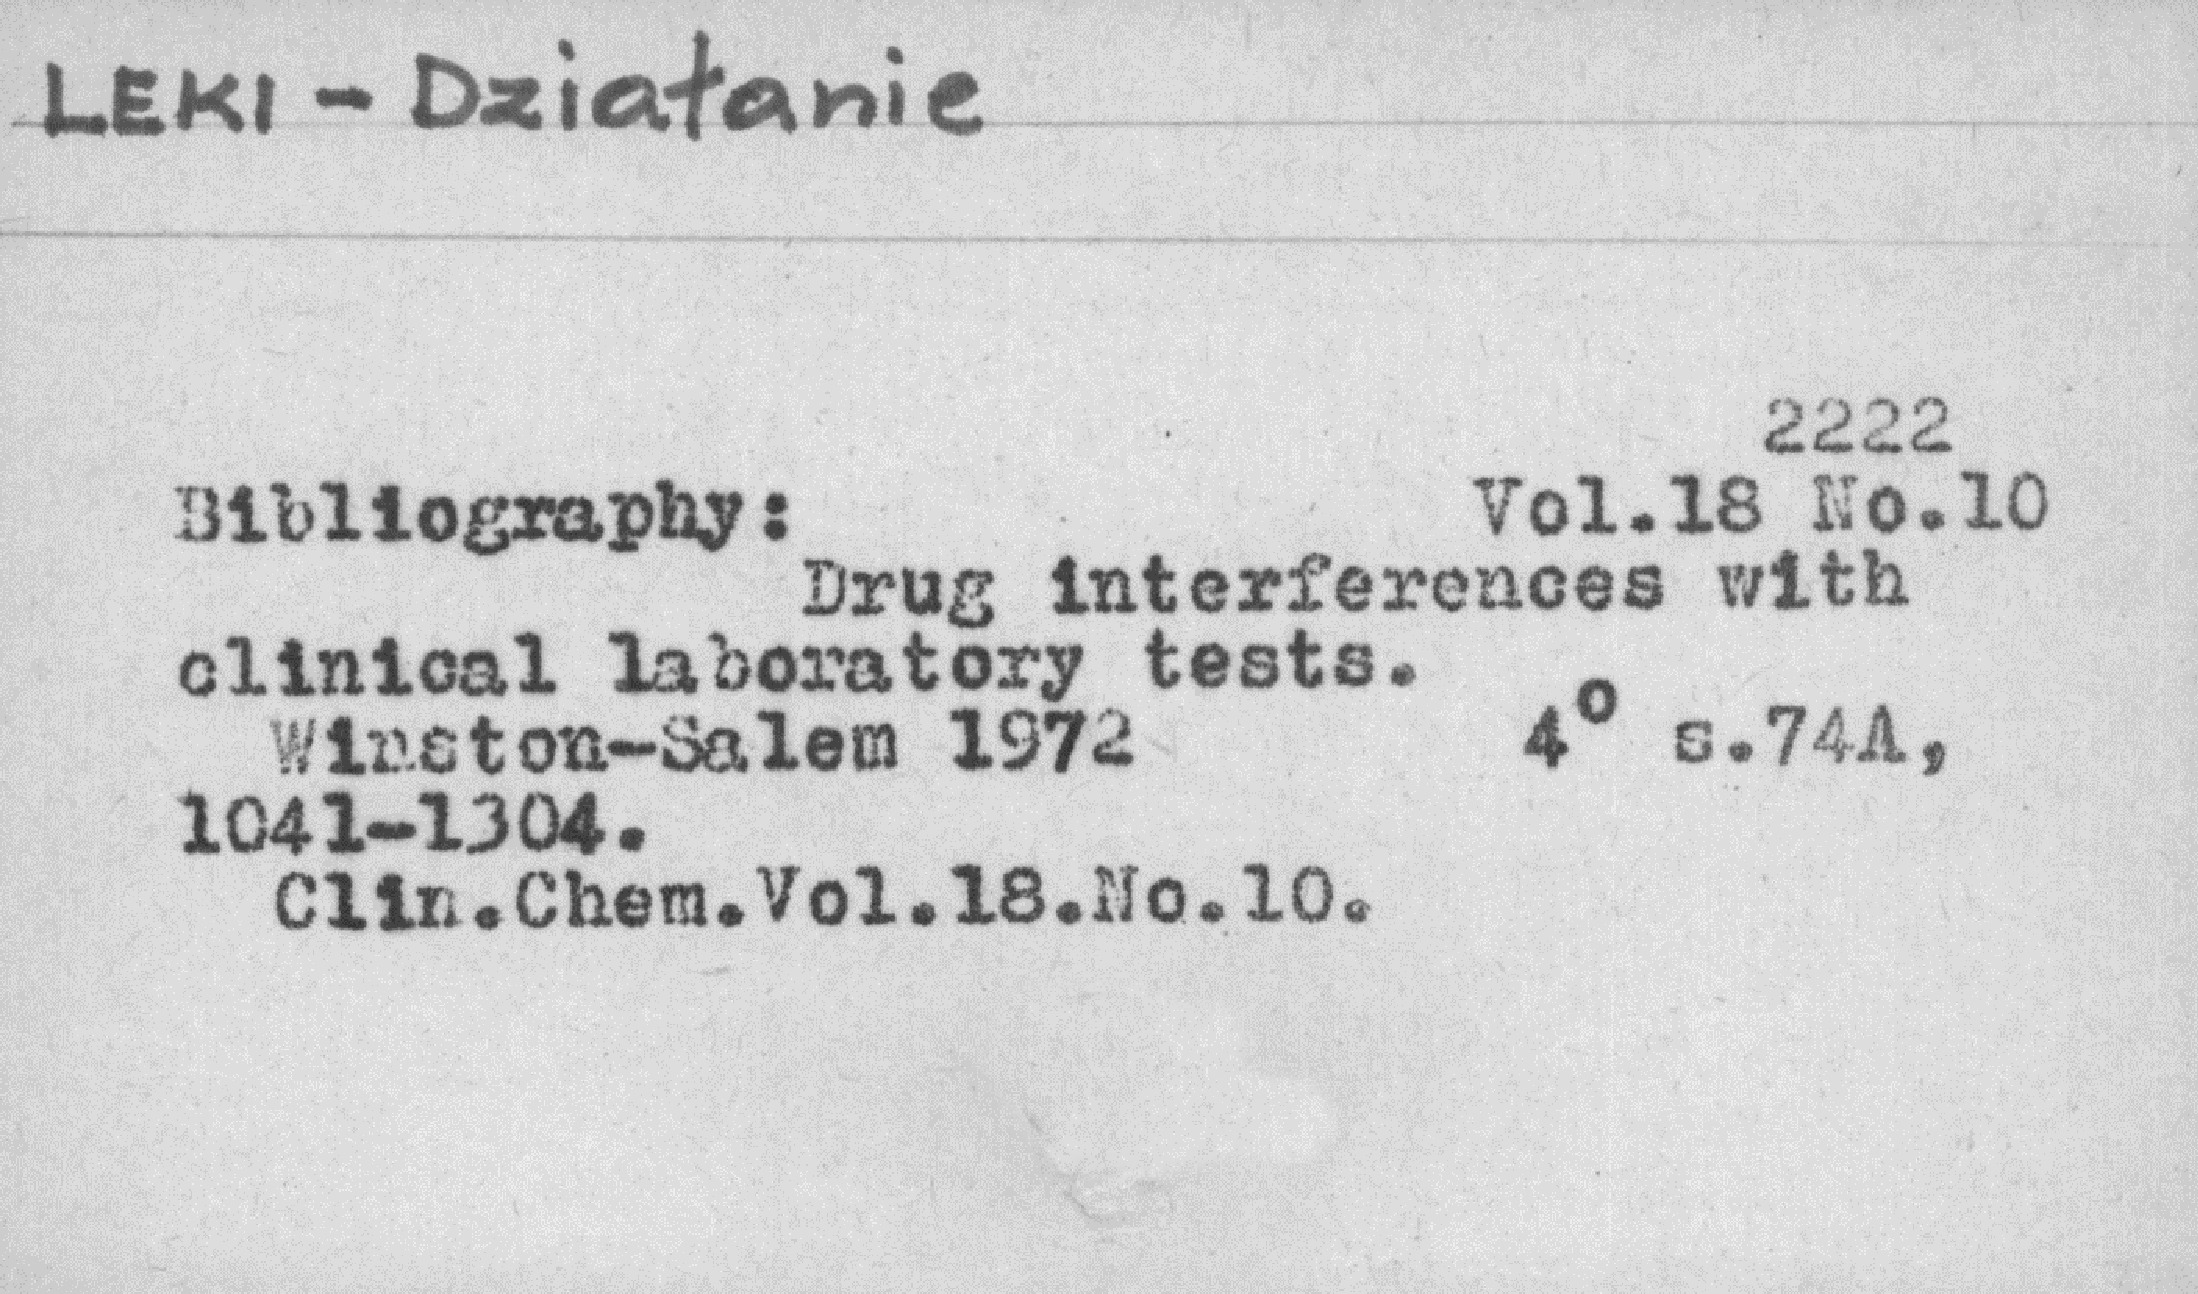 LEKI - Działanie
2222
Bibliography: Vol.18 No.10
Drug interferences with
clinical laboratory tests.
Winston-Salem 1972 4° s.74A,
1041-1304.
Clin.Chem.Vol.18.No.10.